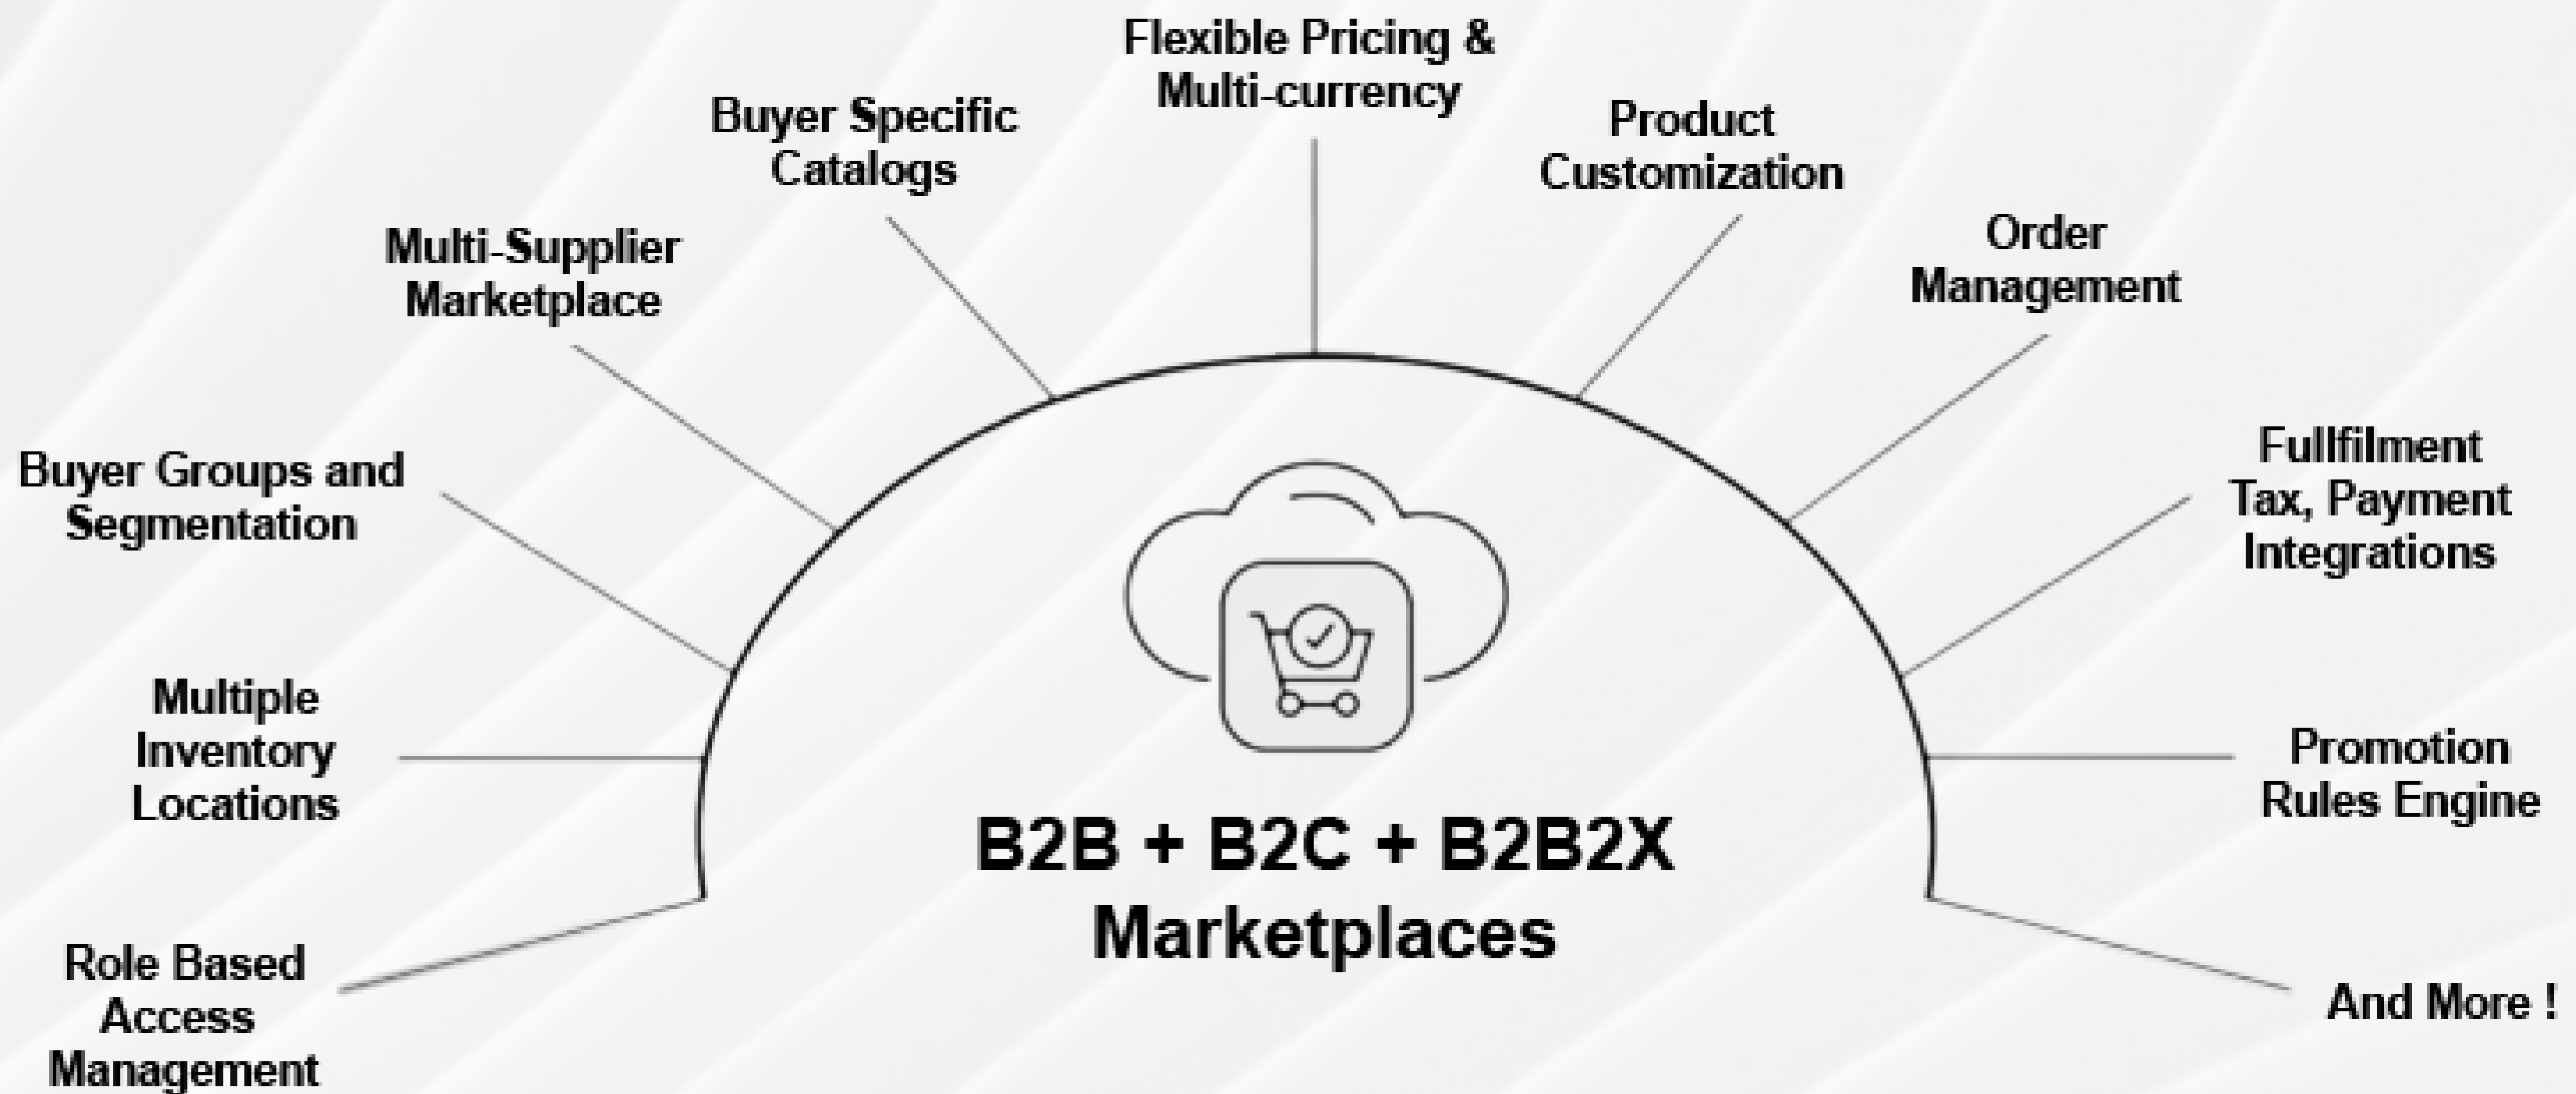 Flexible Pricing &
Multi-currency
Buyer Specific
Catalogs
Product
Customization
Multi-Supplier
Marketplace
Order
Management
Buyer Groups and
Segmentation
Fullfilment
Tax, Payment
Integrations
Multiple
Inventory
Locations
Promotion
Rules Engine
B2B + B2C + B2B2X
Marketplaces
Role Based
Access
Management
And More !